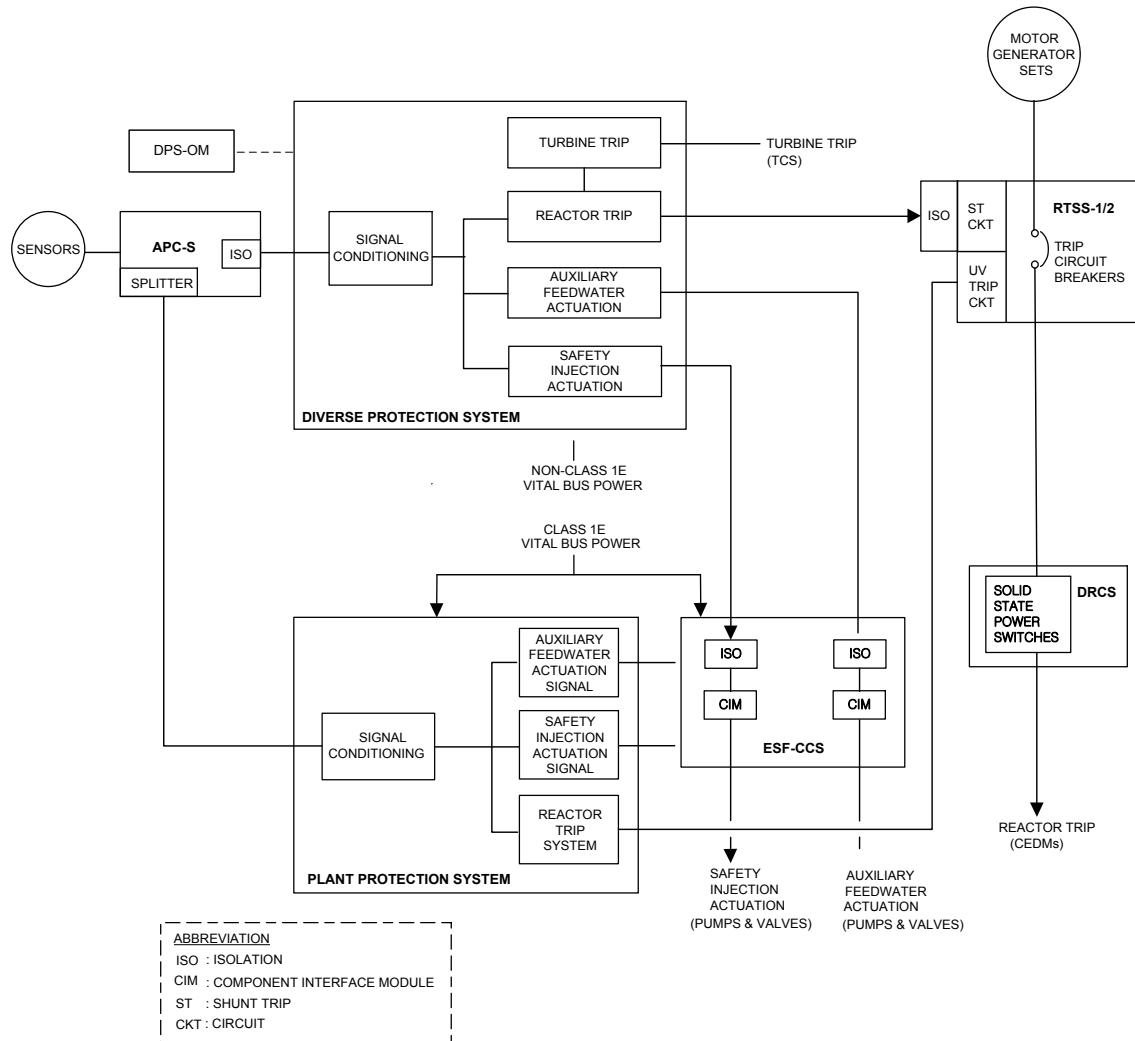 MOTOR
GENERATOR
SETS
DPS-OM
TURBINE TRIP
TURBINE TRIP
(TCS)
REACTOR TRIP
ISO
ST
CKT
RTSS-1/2
SENSORS
APC-S
ISO
SPLITTER
SIGNAL
CONDITIONING
TRIP
CIRCUIT
BREAKERS
UV
TRIP
CKT
AUXILIARY
FEEDWATER
ACTUATION
SAFETY
INJECTION
ACTUATION
DIVERSE PROTECTION SYSTEM
NON-CLASS 1E
VITAL BUS POWER
CLASS 1E
VITAL BUS POWER
SOLID
STATE
POWER
SWITCHES
DRCS
AUXILIARY
FEEDWATER
ACTUATION
SIGNAL
ISO
ISO
CIM
CIM
SIGNAL
CONDITIONING
SAFETY
INJECTION
ACTUATION
SIGNAL
ESF-CCS
REACTOR
TRIP
SYSTEM
REACTOR TRIP
(CEDMs)
PLANT PROTECTION SYSTEM
SAFETY
INJECTION
ACTUATION
(PUMPS & VALVES)
AUXILIARY
FEEDWATER
ACTUATION
(PUMPS & VALVES)
ABBREVIATION
ISO : ISOLATION
CIM : COMPONENT INTERFACE MODULE
ST : SHUNT TRIP
CKT : CIRCUIT